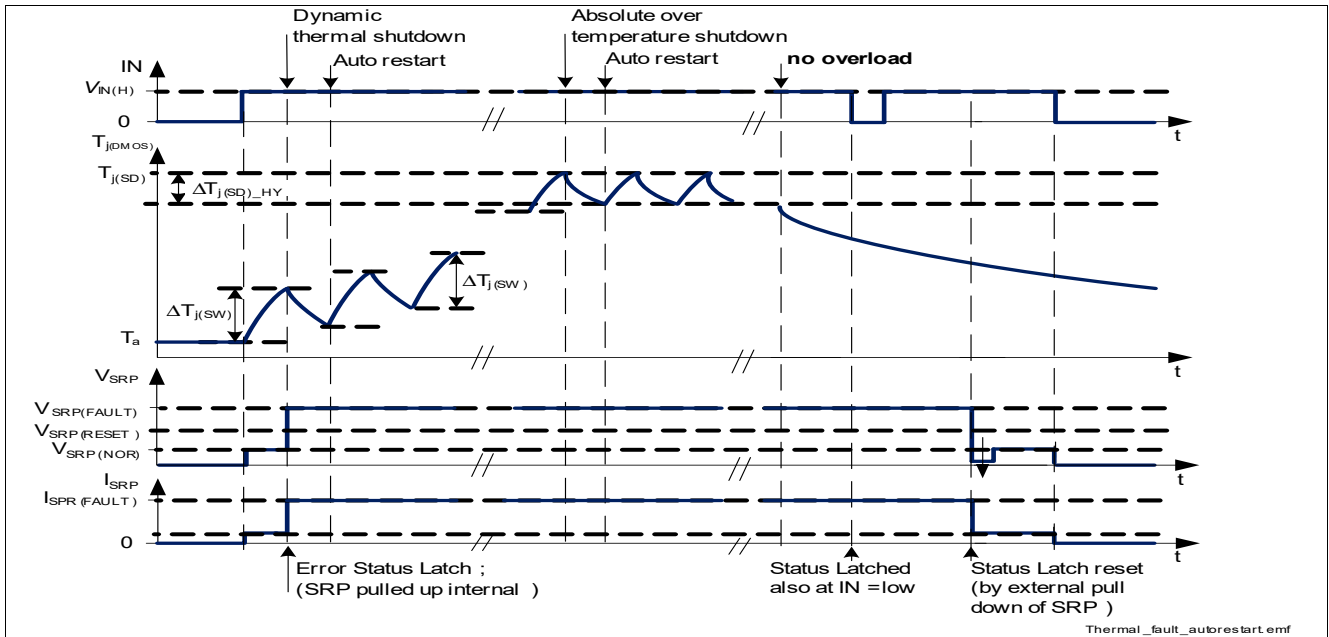 Dynamic
thermal shutdown
Auto restart
Absolute over
temperature shutdown
Auto restart
no overload
IN
VIN(H)
0
t
Tj(DMOS)
Tj(SD)
ΔTj(SD)_HY
ΔTj(SW)
ΔTj(SW)
Ta
t
VSRP
VSRP(FAULT)
VSRP(RESET)
VSRP(NOR)
t
ISRP
ISPR(FAULT)
0
t
Error Status Latch ;
(SRP pulled up internal )
Status Latched
also at IN =low
Status Latch reset
(by external pull
down of SRP )
Thermal_fault_autorestart.emf